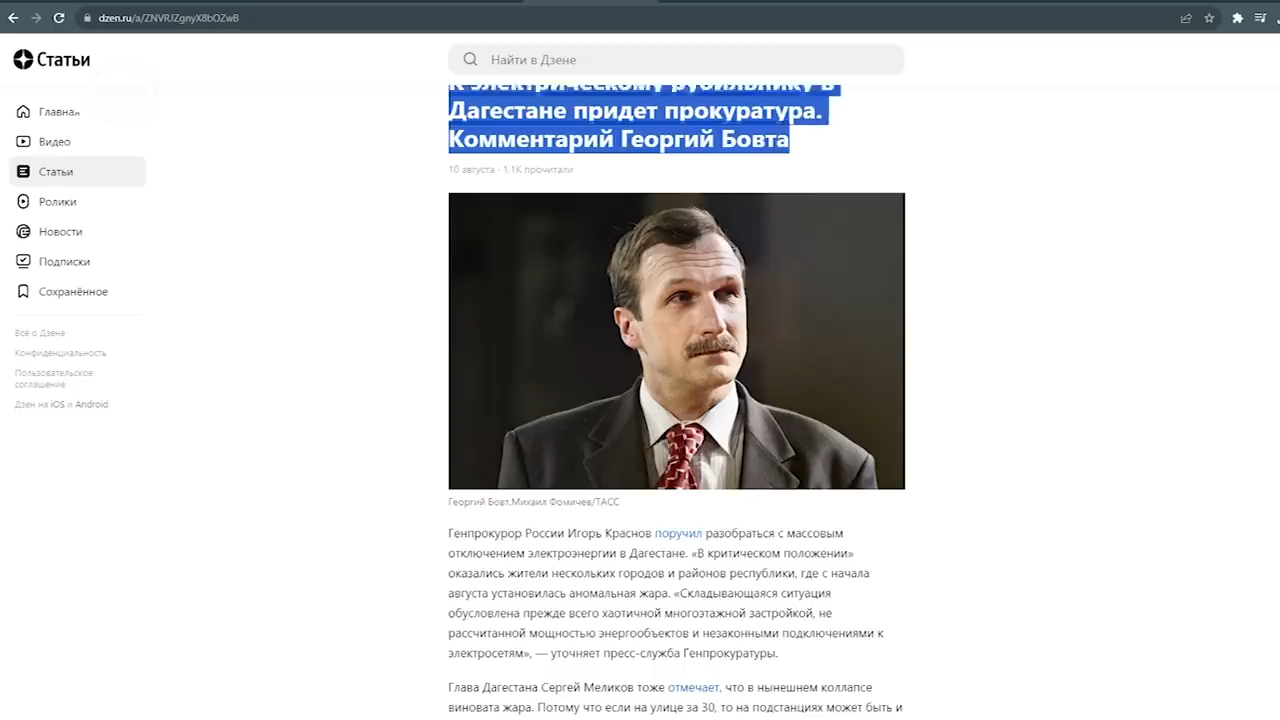 dzen.ru/a/ZNVRJZgnyX8bOZwB
Статьи
Найти в Дзене
Главная
Видео
Статьи
Ролики
Новости
Подписки
Сохранённое
Всё о Дзене
Конфиденциальность
Пользовательское
соглашение
Дзен на iOS и Android
К электрическому рубильнику в
Дагестане придет прокуратура.
Комментарий Георгий Бовта
10 августа · 1,1K прочитали
Георгий Бовт.Михаил Фомичев/ТАСС
Генпрокурор России Игорь Краснов поручил разобраться с массовым
отключением электроэнергии в Дагестане. «В критическом положении»
оказались жители нескольких городов и районов республики, где с начала
августа установилась аномальная жара. «Складывающаяся ситуация
обусловлена прежде всего хаотичной многоэтажной застройкой, не
рассчитанной мощностью энергообъектов и незаконными подключениями к
электросетям», — уточняет пресс-служба Генпрокуратуры.
Глава Дагестана Сергей Меликов тоже отмечает, что в нынешнем коллапсе
виновата жара. Потому что если на улице за 30, то на подстанциях может быть и